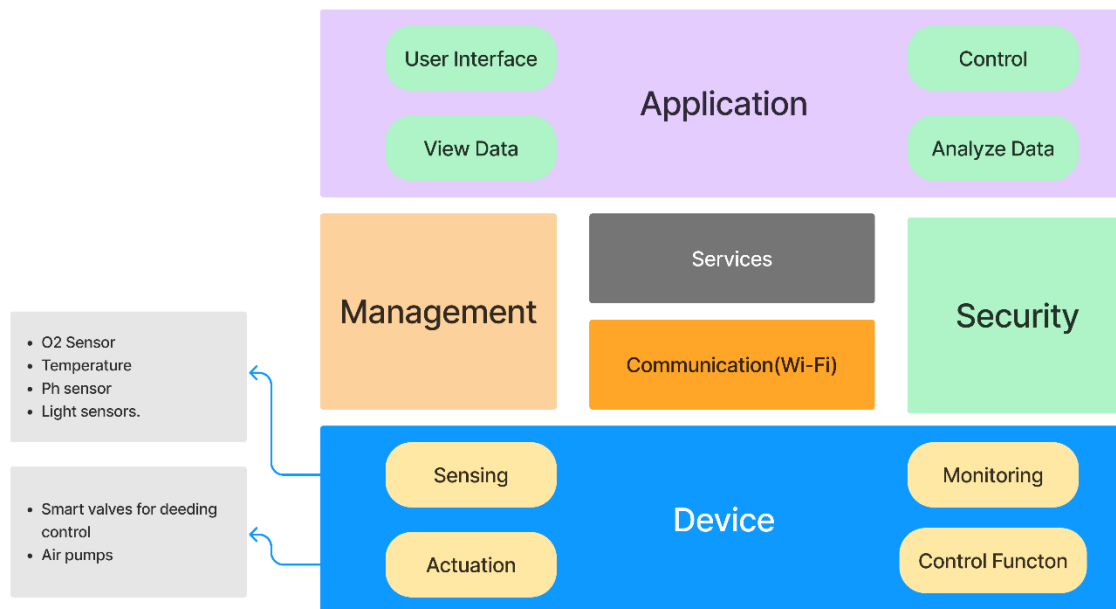 User Interface
Control
Application
View Data
Analyze Data
Management
Services
Security
Communication(Wi-Fi)
• O2 Sensor
• Temperature
• Ph sensor
• Light sensors.
Sensing
Monitoring
Device
Actuation
Control Functon
• Smart valves for deeding
control
• Air pumps